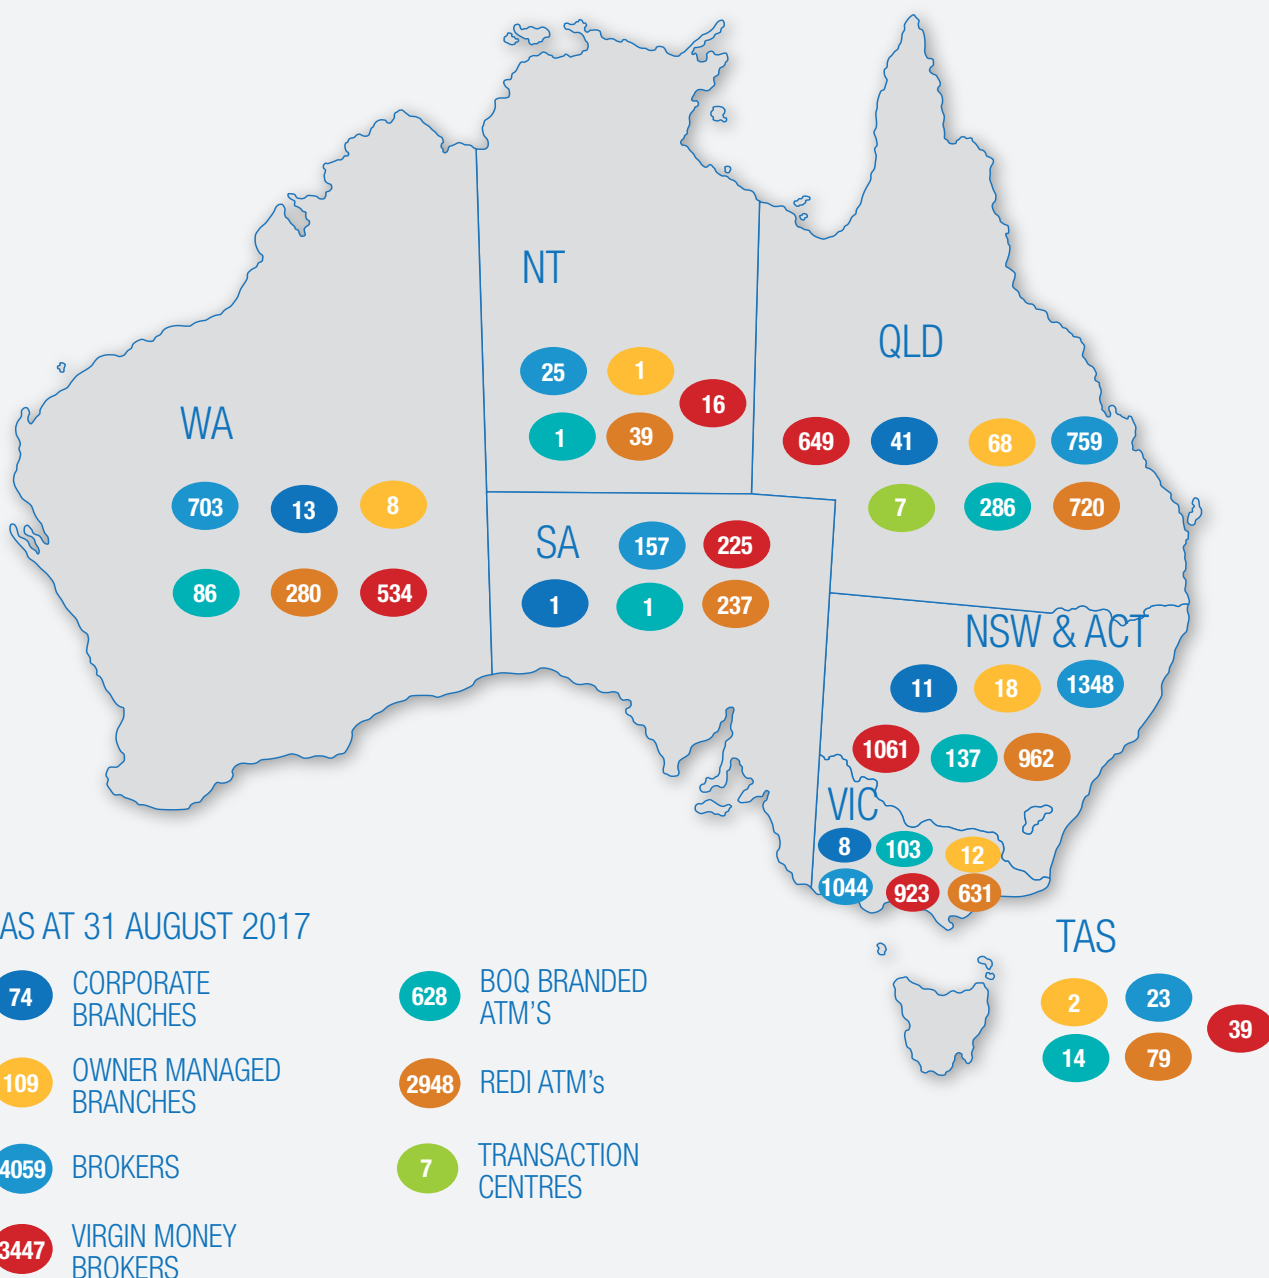 NT
25
1
16
1
39
QLD
649
41
68
759
7
286
720
WA
703
13
8
86
280
534
SA
157
225
1
1
237
NSW & ACT
11
18
1348
1061
137
962
VIC
8
103
12
1044
923
631
TAS
2
23
39
14
79
AS AT 31 AUGUST 2017
74
CORPORATE
BRANCHES
109
OWNER MANAGED
BRANCHES
4059
BROKERS
3447
VIRGIN MONEY
BROKERS
628
BOQ BRANDED
ATM'S
2948
REDI ATM's
7
TRANSACTION
CENTRES